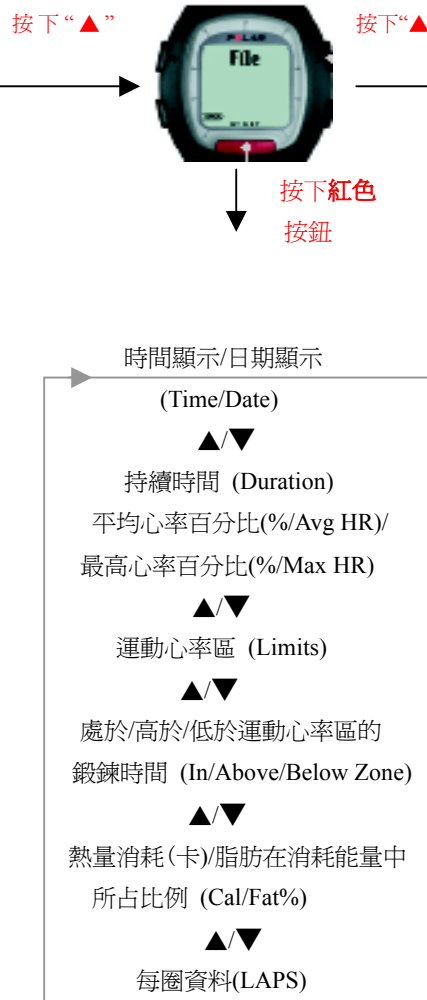 按下“▲”
按下“▲
POLAR
File
按下紅色
按鈕
時間顯示/日期顯示
(Time/Date)
▲/▼
持續時間 (Duration)
平均心率百分比(%/Avg HR)/
最高心率百分比(%/Max HR)
▲/▼
運動心率區 (Limits)
▲/▼
處於/高於/低於運動心率區的
鍛鍊時間 (In/Above/Below Zone)
▲/▼
熱量消耗(卡)/脂肪在消耗能量中
所占比例 (Cal/Fat%)
▲/▼
每圈資料(LAPS)